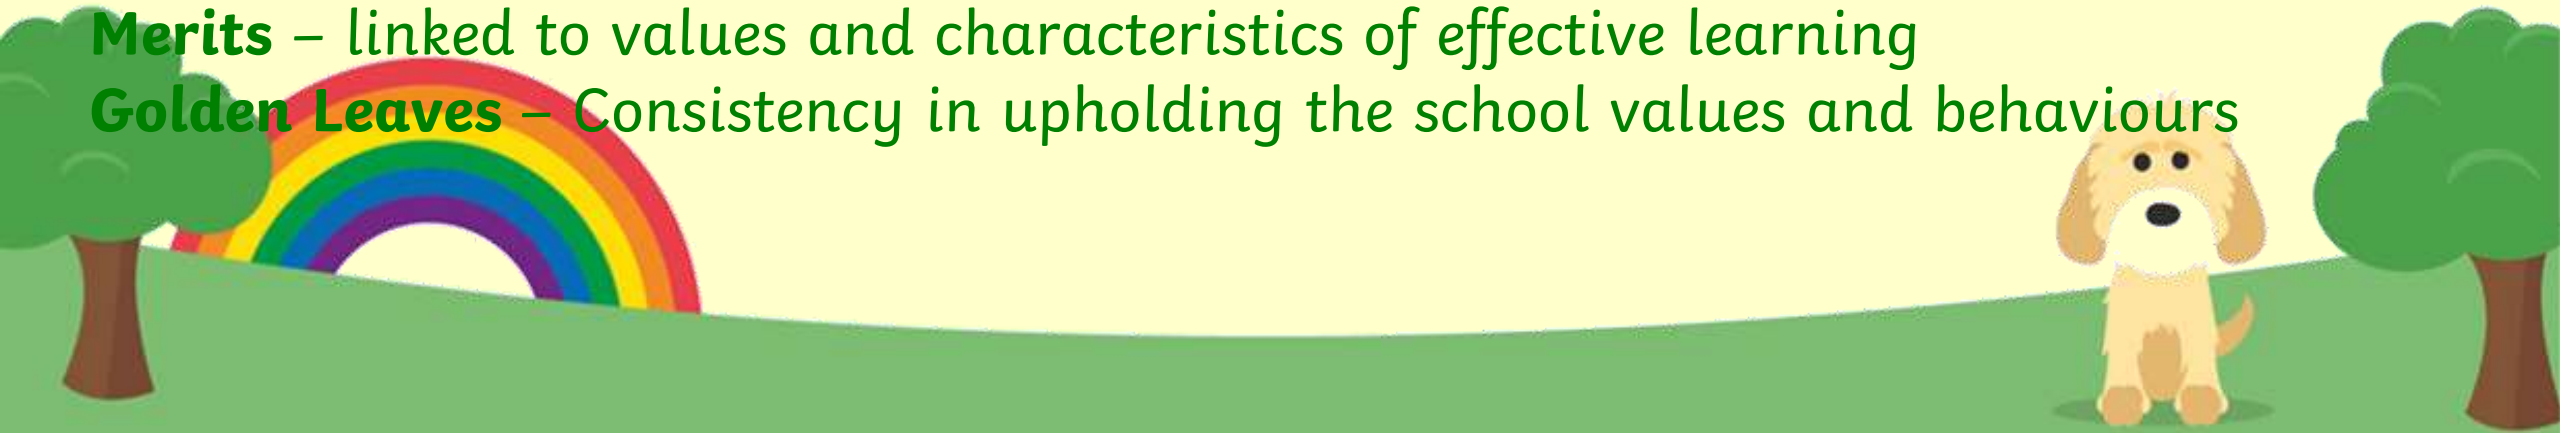 Merits – linked to values and characteristics of effective learning
Golden Leaves – Consistency in upholding the school values and behaviours